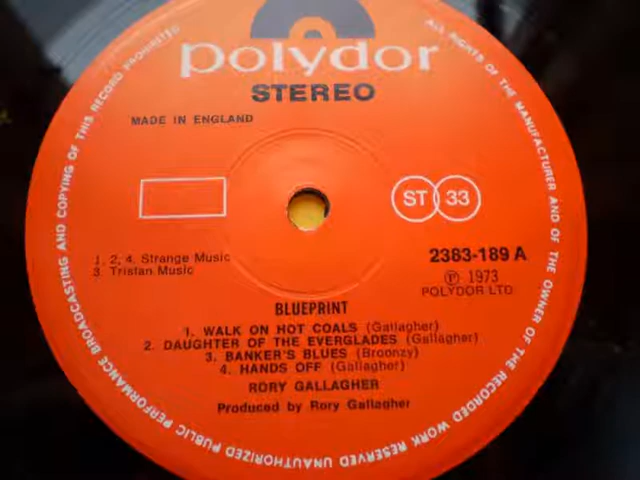 polydor
STEREO
MADE IN ENGLAND
ST 33
1. 2, 4. Strange Music
3. Tristan Music
2383-189 A
Ⓟ 1973
POLYDOR LTD
BLUEPRINT
1. WALK ON HOT COALS (Gallagher)
2. DAUGHTER OF THE EVERGLADES (Gallagher)
3. BANKER'S BLUES (Broonzy)
4. HANDS OFF (Gallagher)
RORY GALLAGHER
Produced by Rory Gallagher
ALL RIGHTS OF THE MANUFACTURER AND OF THE OWNER OF THE RECORDED WORK RESERVED UNAUTHORIZED PUBLIC PERFORMANCE BROADCASTING AND COPYING OF THIS RECORD PROHIBITED